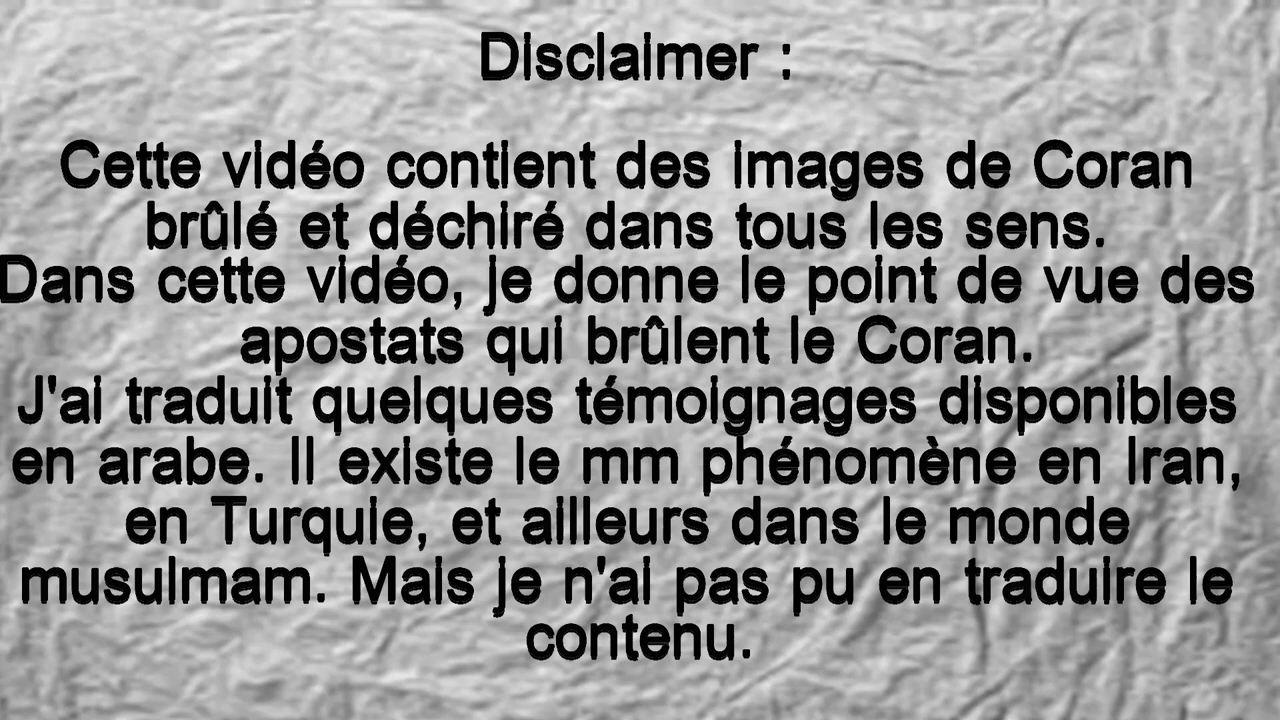 Disclaimer :
Cette vidéo contient des images de Coran
brûlé et déchiré dans tous les sens.
Dans cette vidéo, je donne le point de vue des
apostats qui brûlent le Coran.
J'ai traduit quelques témoignages disponibles
en arabe. Il existe le mm phénomène en Iran,
en Turquie, et ailleurs dans le monde
musulmam. Mais je n'ai pas pu en traduire le
contenu.